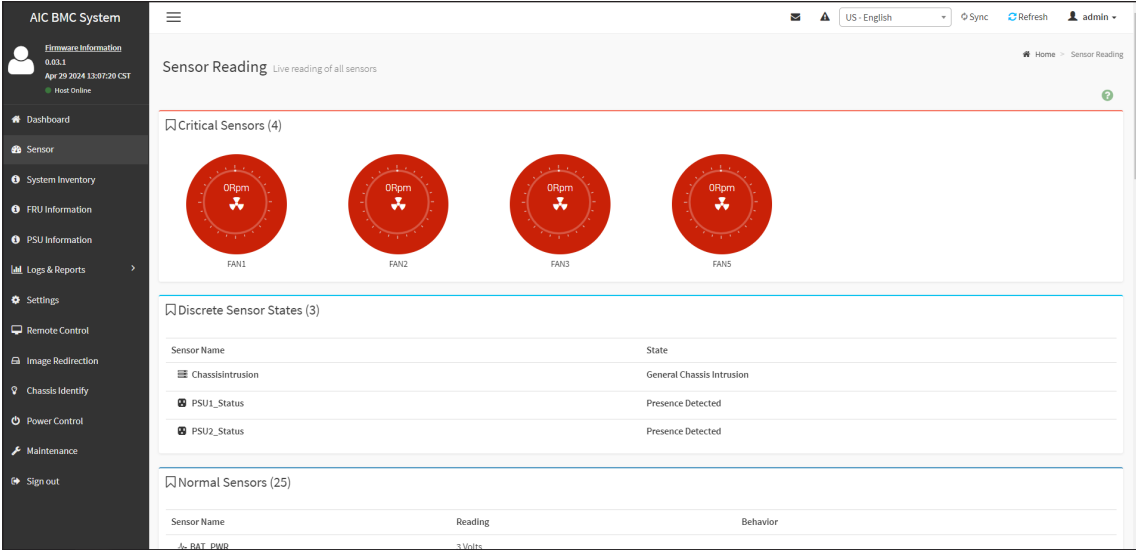 AIC BMC System
US - English
Sync
Refresh
admin
Firmware Information
0.03.1
Apr 29 2024 13:07:20 CST
Host Online
Sensor Reading Live reading of all sensors
Home > Sensor Reading
Dashboard
Sensor
System Inventory
FRU Information
PSU Information
Logs & Reports
Settings
Remote Control
Image Redirection
Chassis Identify
Power Control
Maintenance
Sign out
Critical Sensors (4)
0Rpm 0Rpm 0Rpm 0Rpm
FAN1 FAN2 FAN3 FAN5
Discrete Sensor States (3)
Sensor Name State
Chassisintrusion General Chassis Intrusion
PSU1_Status Presence Detected
PSU2_Status Presence Detected
Normal Sensors (25)
Sensor Name Reading Behavior
BAT_PWR 3 Volts